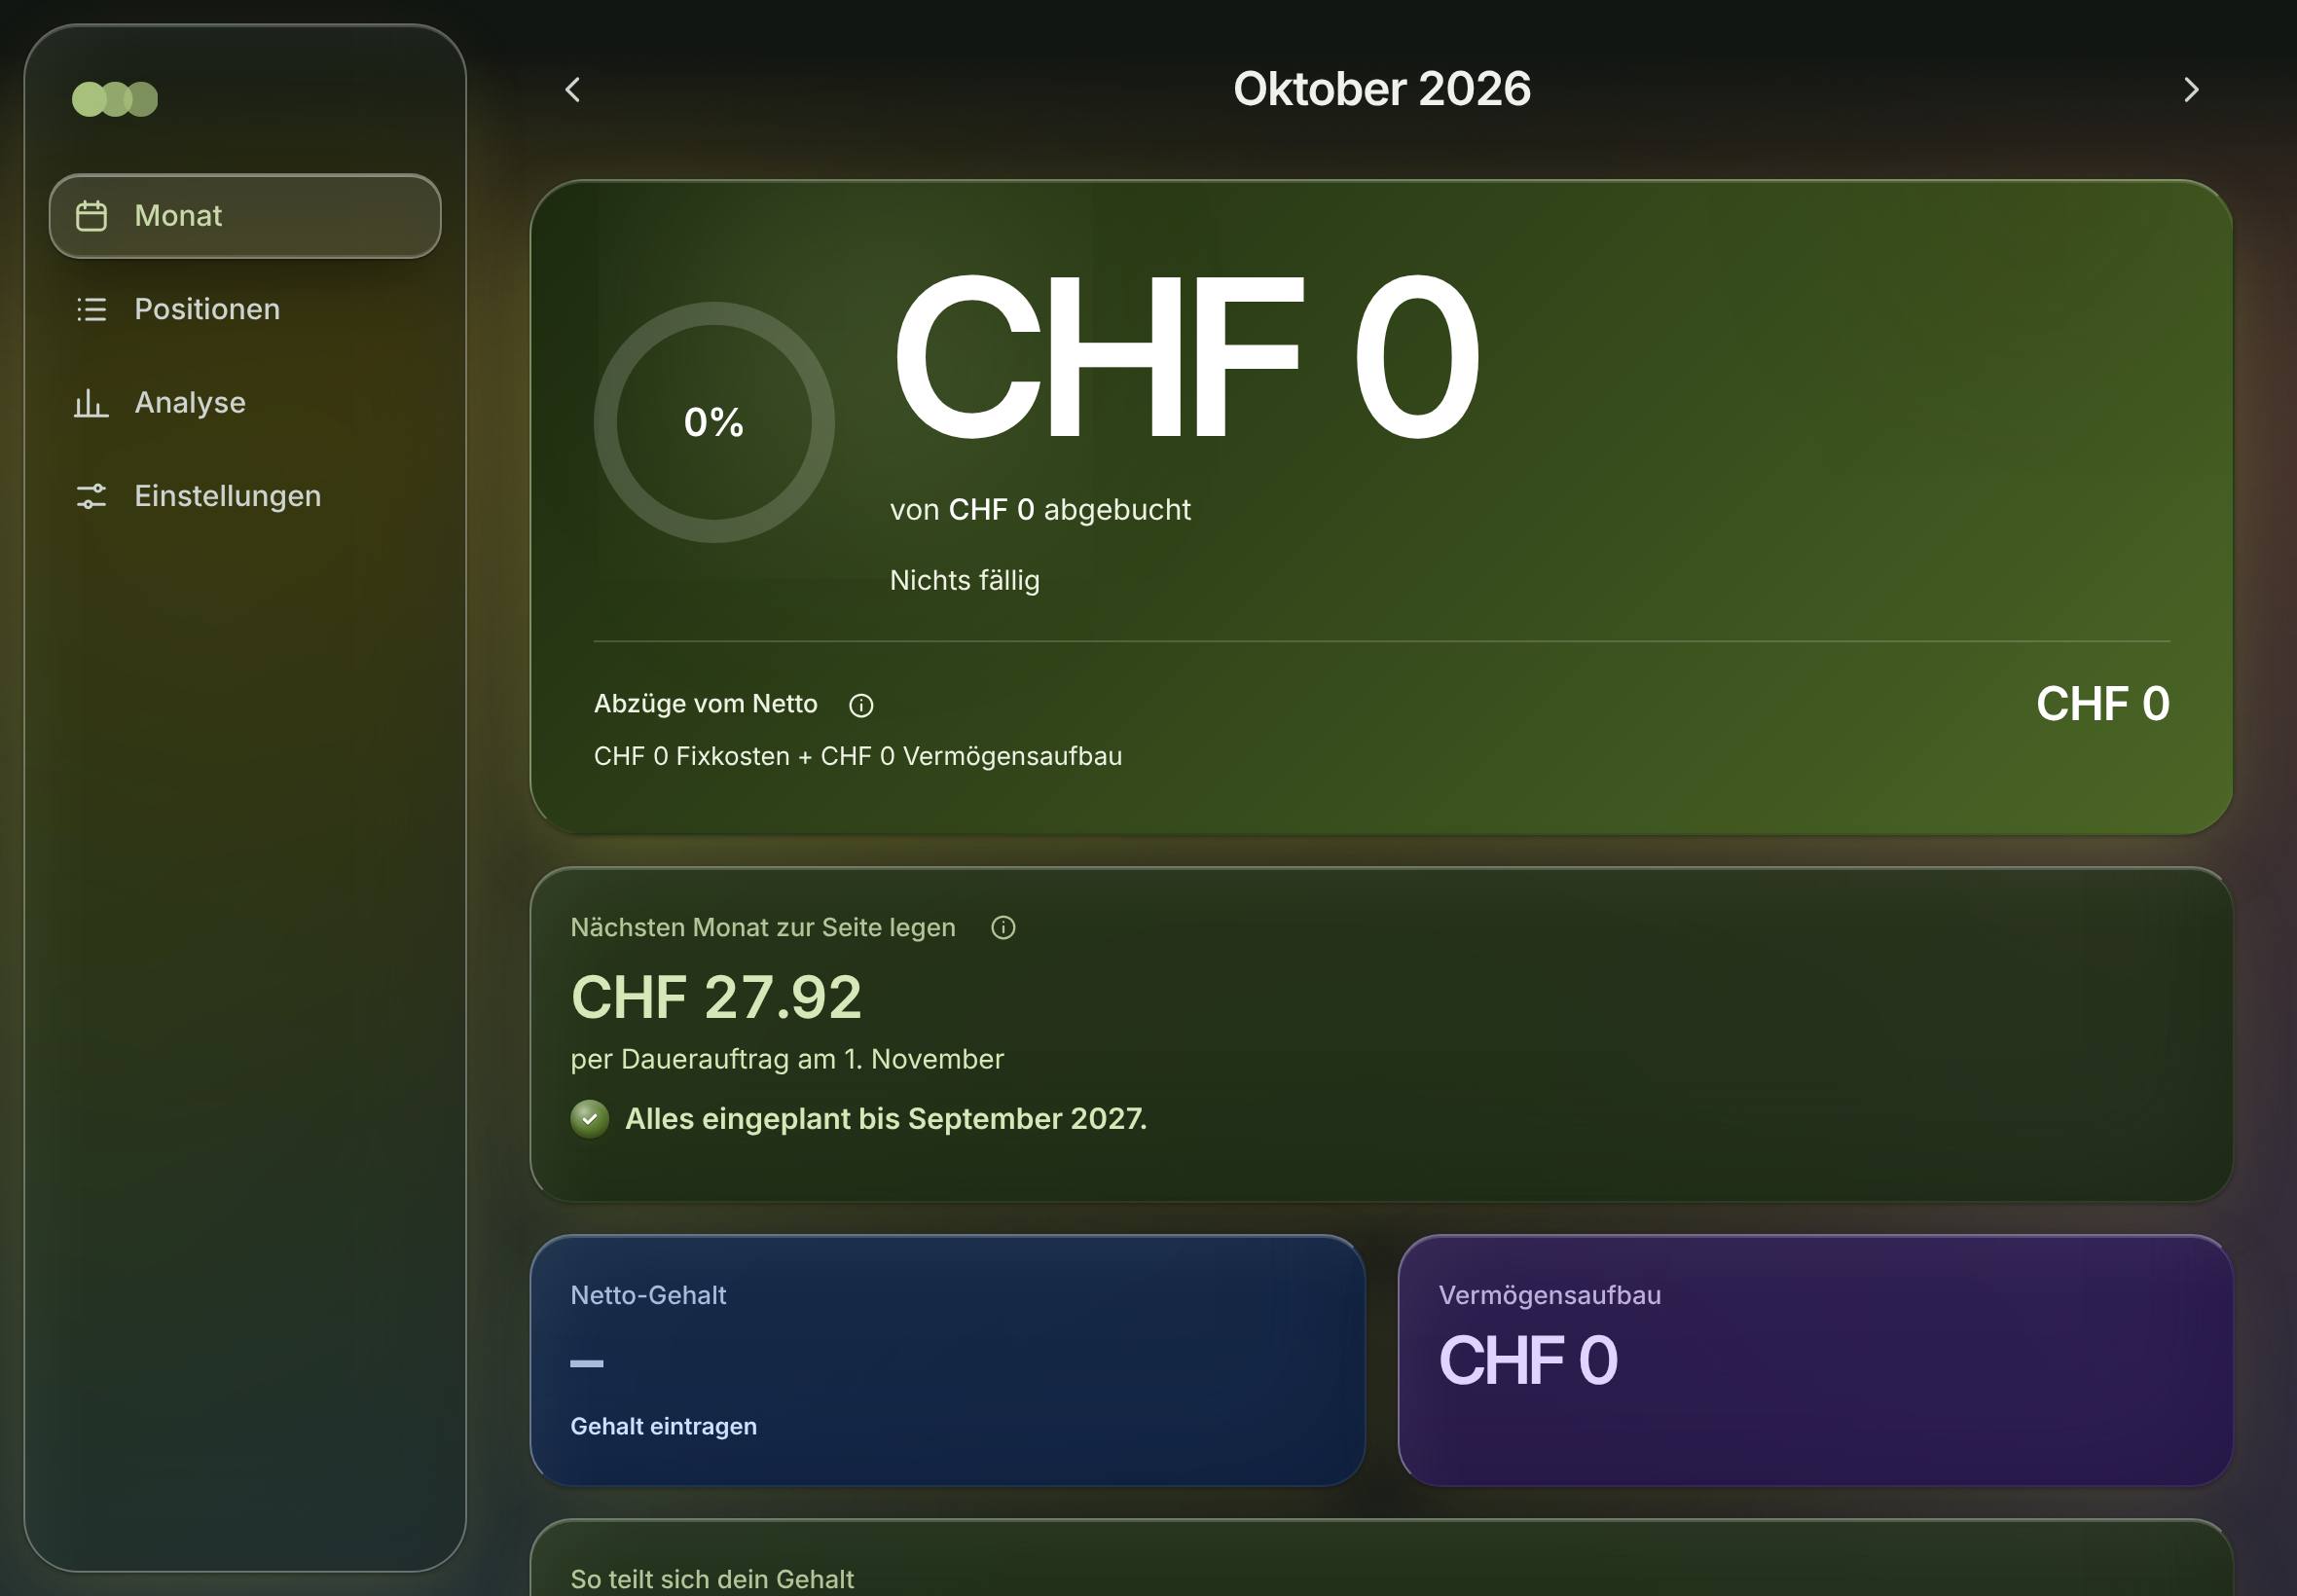 Oktober 2026
Monat
Positionen
Analyse
Einstellungen
0%
CHF 0
von CHF 0 abgebucht
Nichts fällig
Abzüge vom Netto
CHF 0
CHF 0 Fixkosten + CHF 0 Vermögensaufbau
Nächsten Monat zur Seite legen
CHF 27.92
per Dauerauftrag am 1. November
Alles eingeplant bis September 2027.
Netto-Gehalt
–
Gehalt eintragen
Vermögensaufbau
CHF 0
So teilt sich dein Gehalt